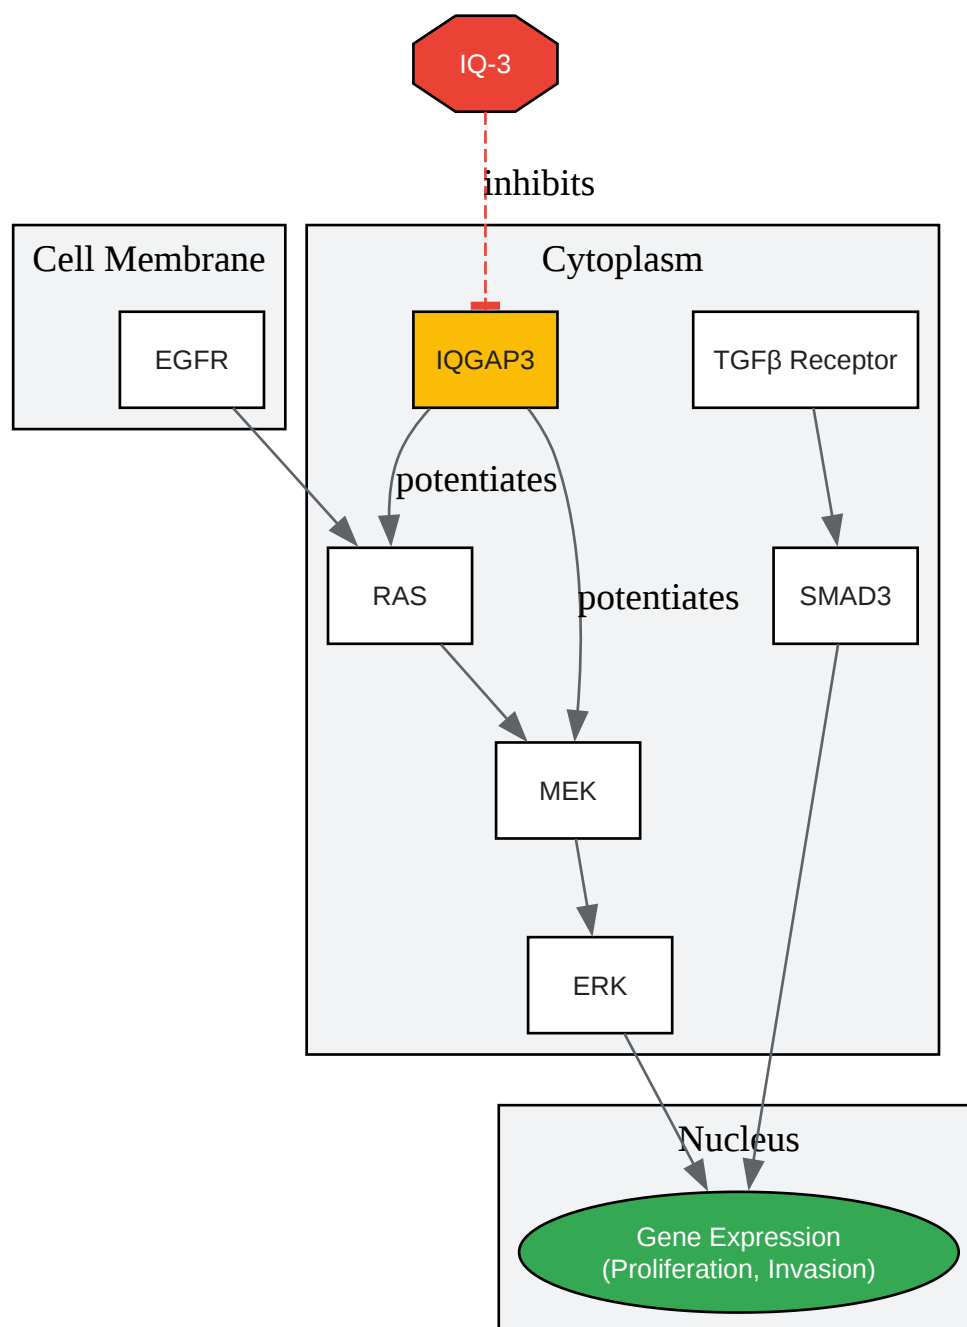 IQ-3
inhibits
Cell Membrane
Cytoplasm
EGFR
IQGAP3
TGFβ Receptor
potentiates
RAS
potentiates
SMAD3
MEK
ERK
Nucleus
Gene Expression
(Proliferation, Invasion)